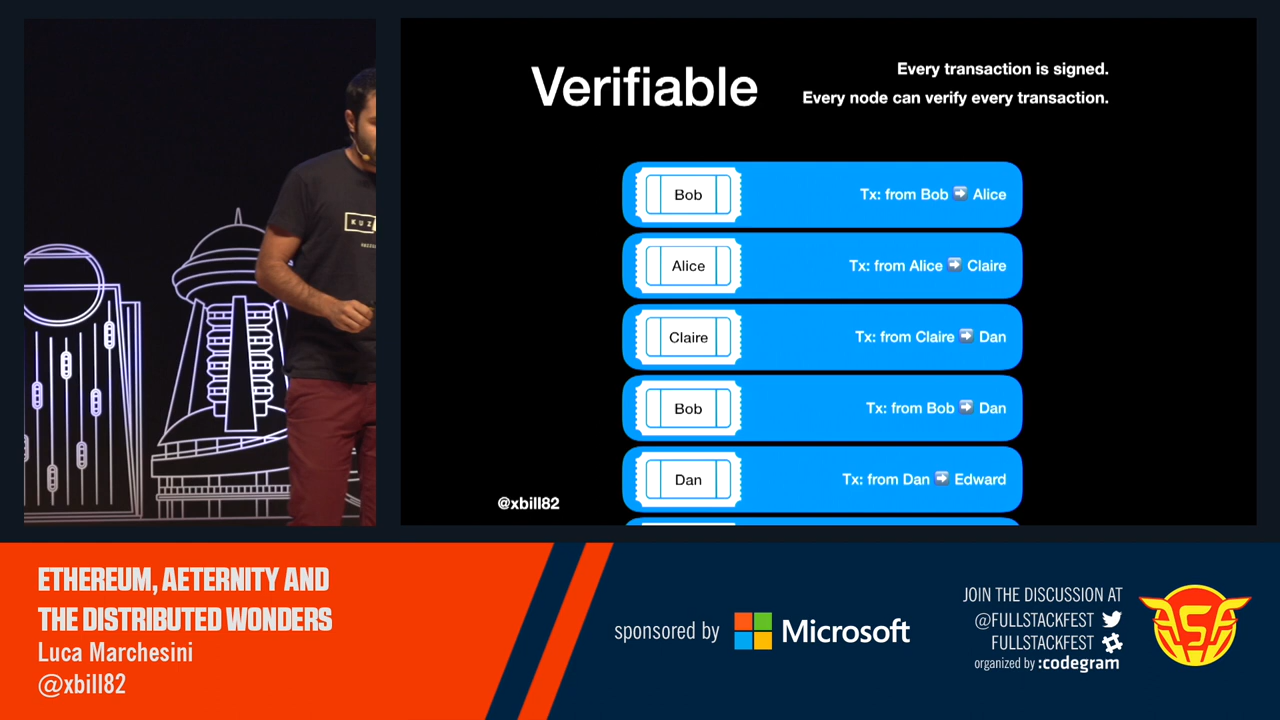 Verifiable
Every transaction is signed.
Every node can verify every transaction.
Bob
Tx: from Bob ➡️ Alice
Alice
Tx: from Alice ➡️ Claire
Claire
Tx: from Claire ➡️ Dan
Bob
Tx: from Bob ➡️ Dan
Dan
Tx: from Dan ➡️ Edward
@xbill82
ETHEREUM, AETERNITY AND
THE DISTRIBUTED WONDERS
Luca Marchesini
@xbill82
sponsored by
Microsoft
JOIN THE DISCUSSION AT
@FULLSTACKFEST
FULLSTACKFEST
organized by :codegram